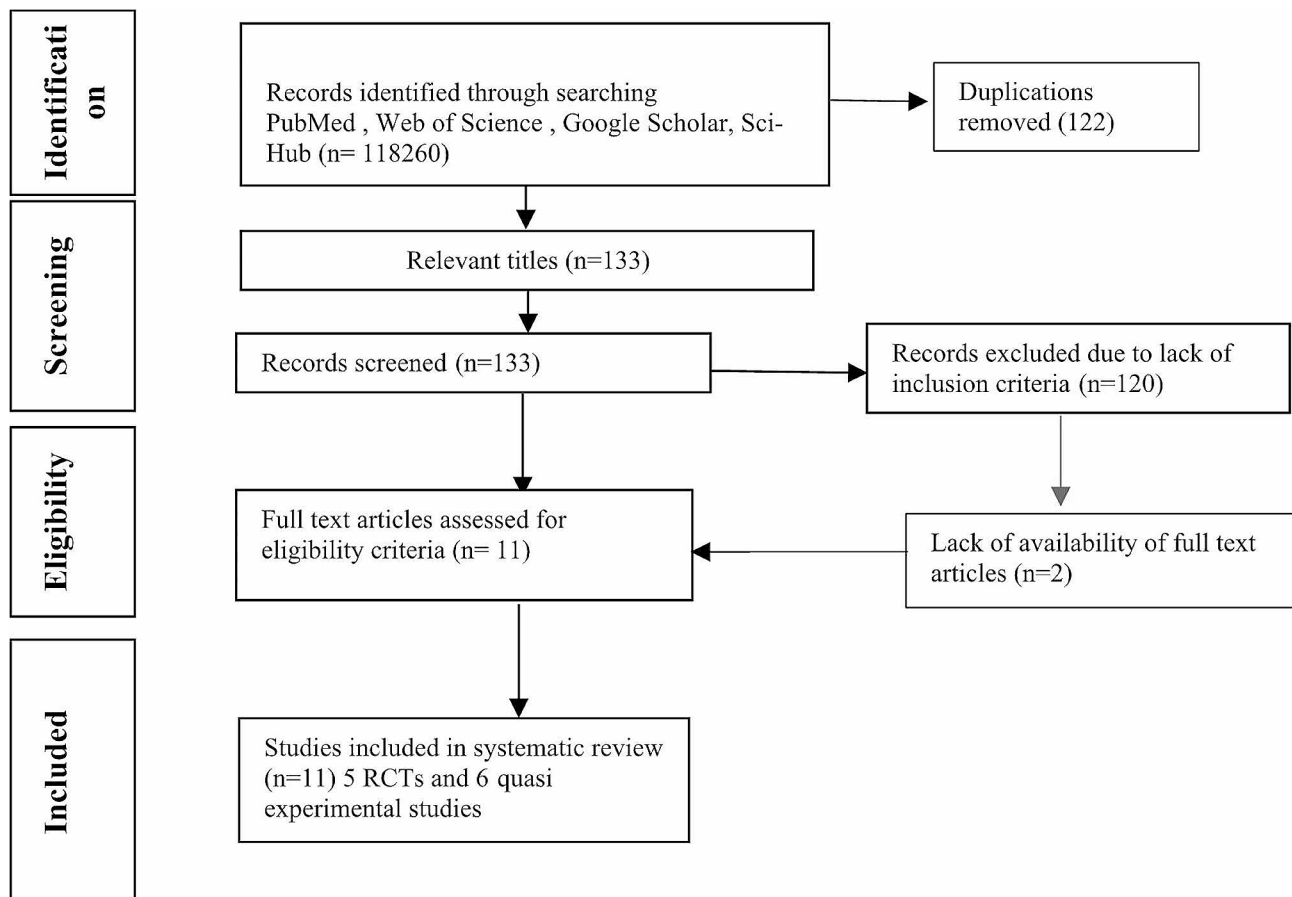 Identificati
on
Records identified through searching
PubMed , Web of Science , Google Scholar, Sci-
Hub (n= 118260)
Duplications
removed (122)
Screening
Relevant titles (n=133)
Records screened (n=133)
Records excluded due to lack of
inclusion criteria (n=120)
Eligibility
Full text articles assessed for
eligibility criteria (n= 11)
Lack of availability of full text
articles (n=2)
Included
Studies included in systematic review
(n=11) 5 RCTs and 6 quasi
experimental studies